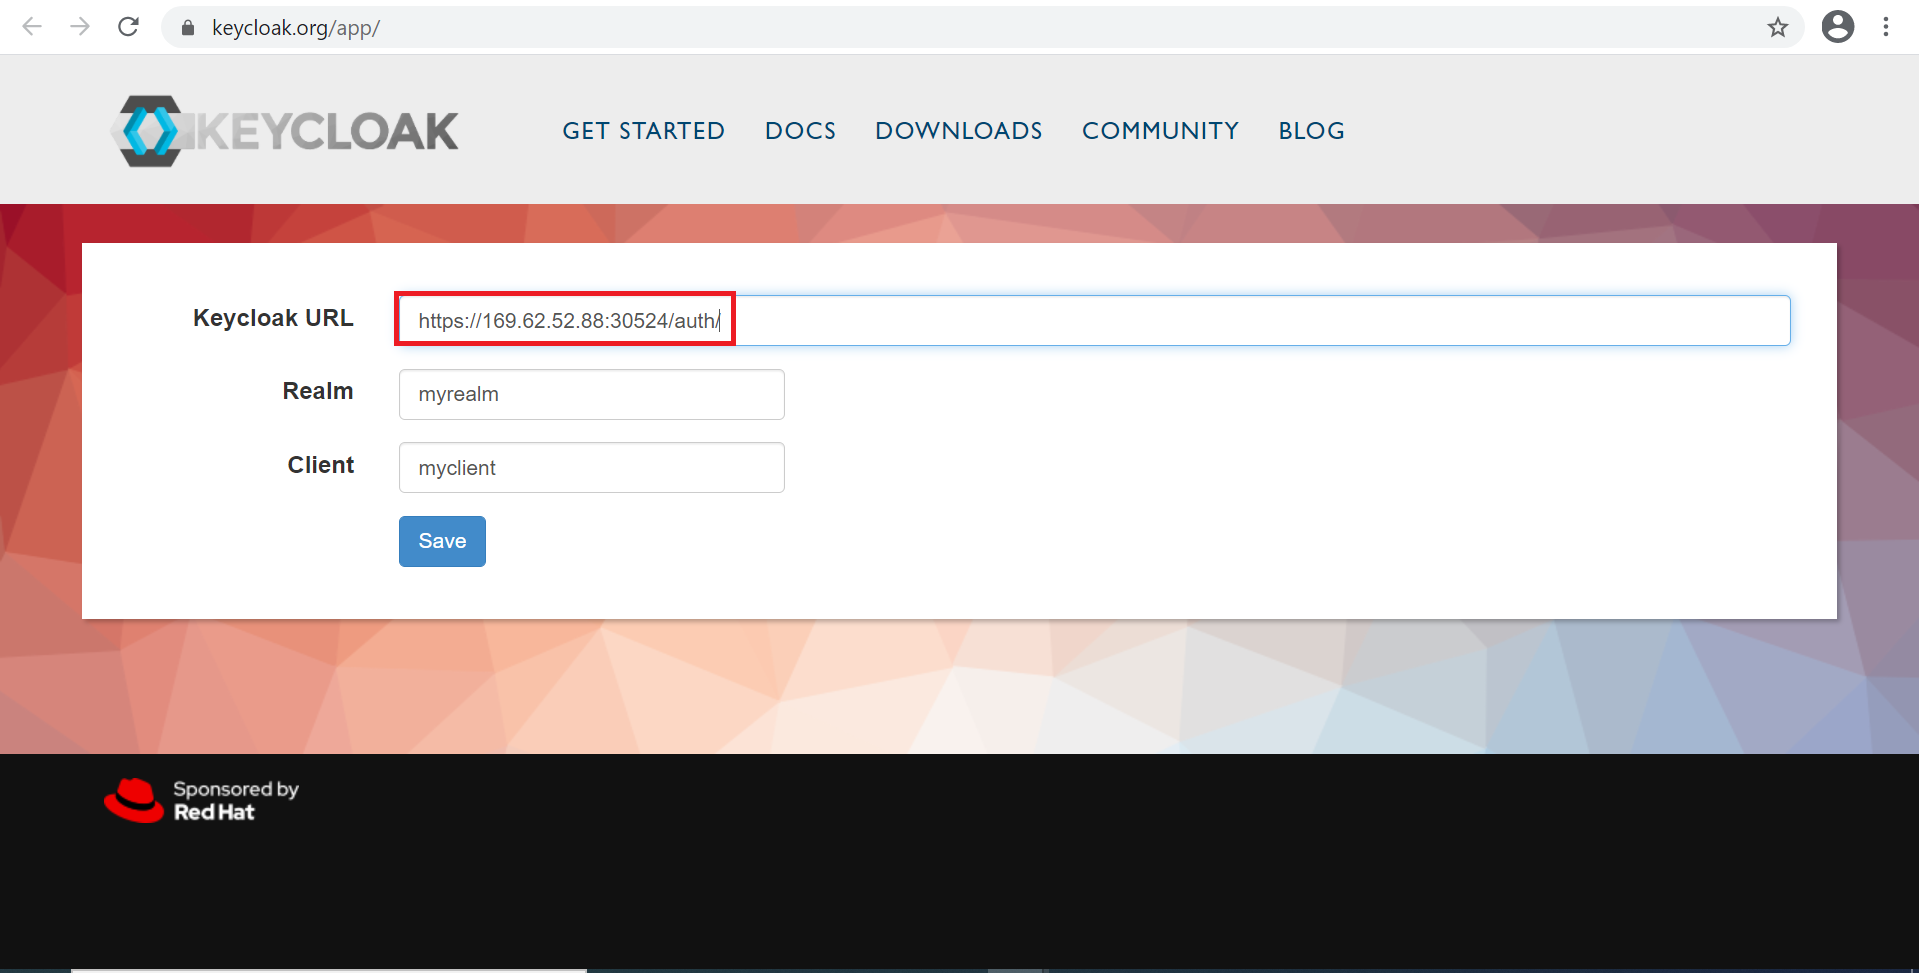 keycloak.org/app/
KEYCLOAK
GET STARTED DOCS DOWNLOADS COMMUNITY BLOG
Keycloak URL https://169.62.52.88:30524/auth/
Realm myrealm
Client myclient
Save
Sponsored by
Red Hat